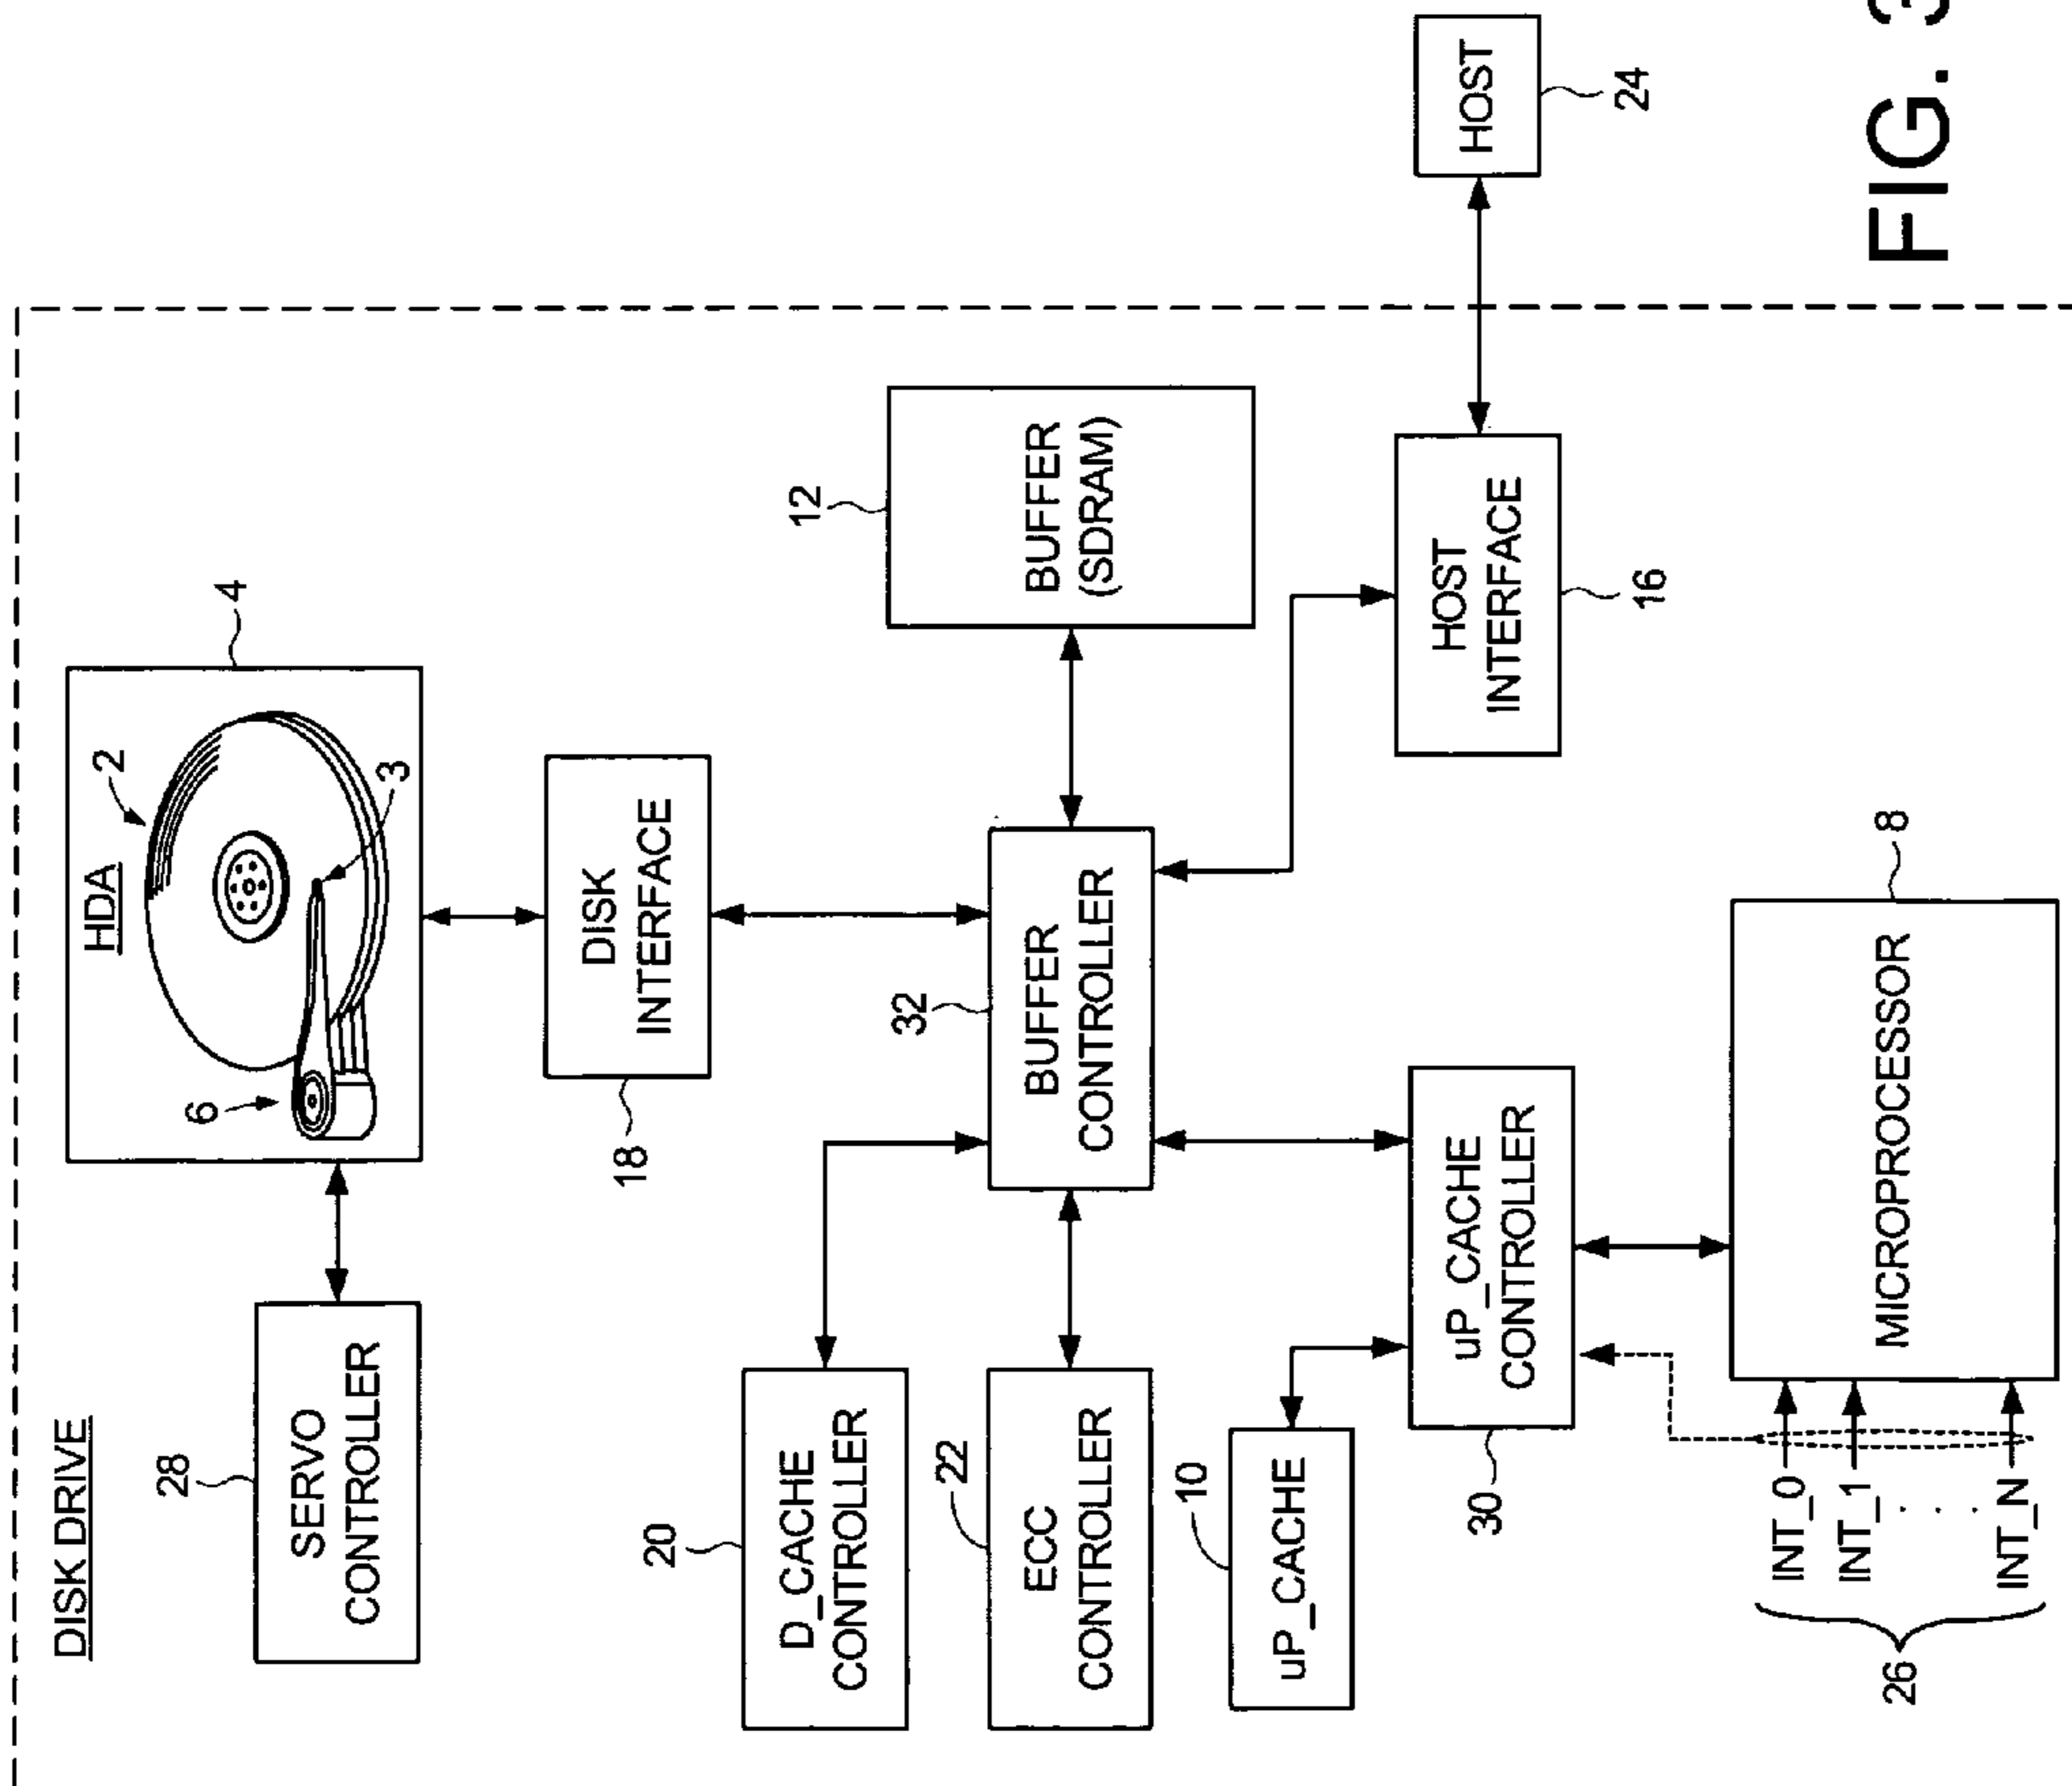 DISK DRIVE
28
SERVO
CONTROLLER
HDA
2
3
6
4
DISK
INTERFACE
18
20
D_CACHE
CONTROLLER
22
ECC
CONTROLLER
32
BUFFER
CONTROLLER
12
BUFFER
(SDRAM)
10
uP_CACHE
30
uP_CACHE
CONTROLLER
HOST
INTERFACE
16
HOST
24
INT_0
INT_1
. . .
INT_N
26
MICROPROCESSOR
8
FIG. 3